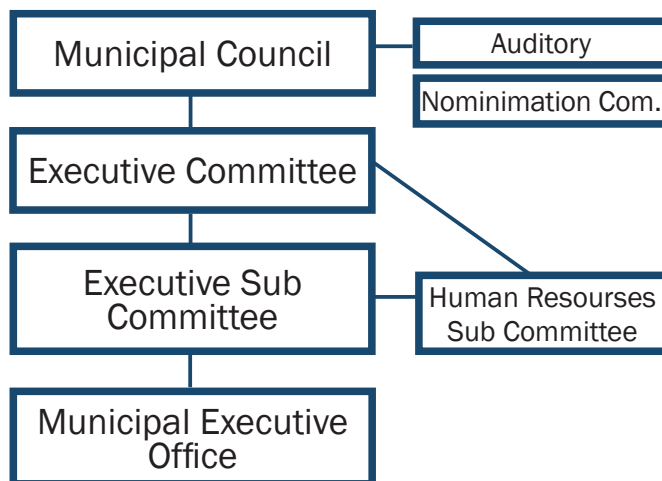 Municipal Council
Auditory
Nominimation Com.
Executive Committee
Executive Sub
Committee
Human Resourses
Sub Committee
Municipal Executive
Office